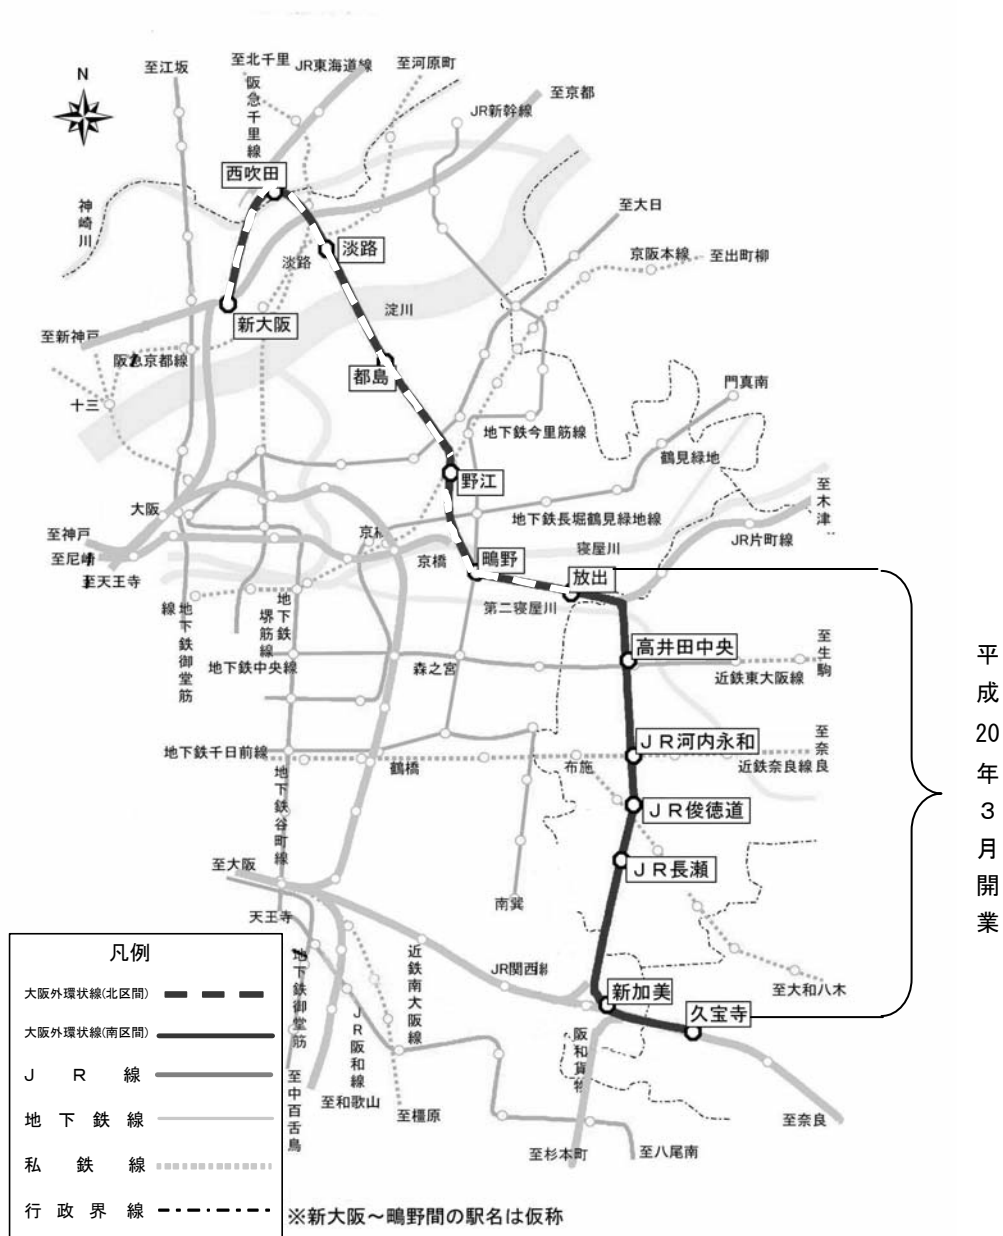 N
至江坂
至北千里
JR東海道線
至河原町
阪急千里線
至京都
JR新幹線
西吹田
神崎川
至大日
淡路
京阪本線
至出町柳
淡路
新大阪
淀川
至新神戸
阪急京都線
都島
門真南
十三
地下鉄今里筋線
鶴見緑地
野江
至木津
大阪
地下鉄長堀鶴見緑地線
至神戸
京橋
JR片町線
至尼崎
京橋
鴫野
寝屋川
至天王寺
放出
地下鉄御堂筋線
地下鉄堺筋線
第二寝屋川
高井田中央
至生駒
地下鉄中央線
森之宮
近鉄東大阪線
平成20年3月開業
JR河内永和
至奈良
地下鉄千日前線
鶴橋
布施
近鉄奈良線
地下鉄谷町線
JR俊徳道
至大阪
JR長瀬
南巽
天王寺
凡例
地下鉄御堂筋
近鉄南大阪線
JR関西線
至大和八木
大阪外環状線(北区間)
新加美
久宝寺
大阪外環状線(南区間)
JR阪和線
阪和貨物
JR線
至中百舌鳥
至和歌山
至橿原
至奈良
地下鉄線
至杉本町
至八尾南
私鉄線
行政界線
※新大阪～鴫野間の駅名は仮称